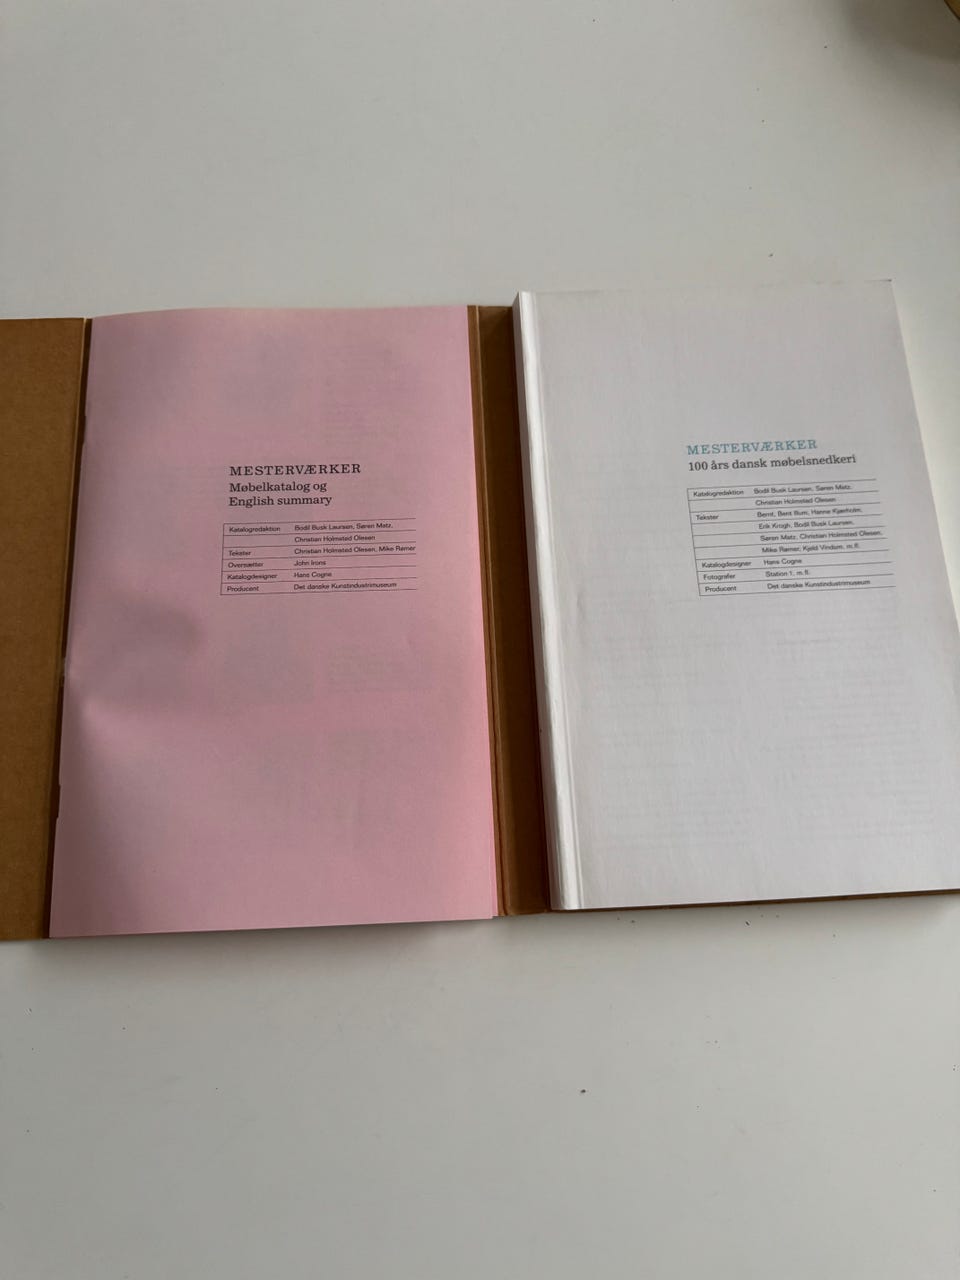 MESTERVÆRKER
Møbelkatalog og
English summary
Katalogredaktion Bodil Busk Laursen, Søren Matz,
Christian Holmsted Olesen
Tekster Christian Holmsted Olesen, Mike Rømer
Oversætter John Irons
Katalogdesigner Hans Cogne
Producent Det danske Kunstindustrimuseum
MESTERVÆRKER
100 års dansk møbelsnedkeri
Katalogredaktion Bodil Busk Laursen, Søren Matz,
Christian Holmsted Olesen
Tekster Bernt, Bent Illum, Hanne Kjærholm,
Erik Krogh, Bodil Busk Laursen,
Søren Matz, Christian Holmsted Olesen,
Mike Rømer, Kjeld Vindum, m.fl.
Katalogdesigner Hans Cogne
Fotografer Station 1, m.fl.
Producent Det danske Kunstindustrimuseum